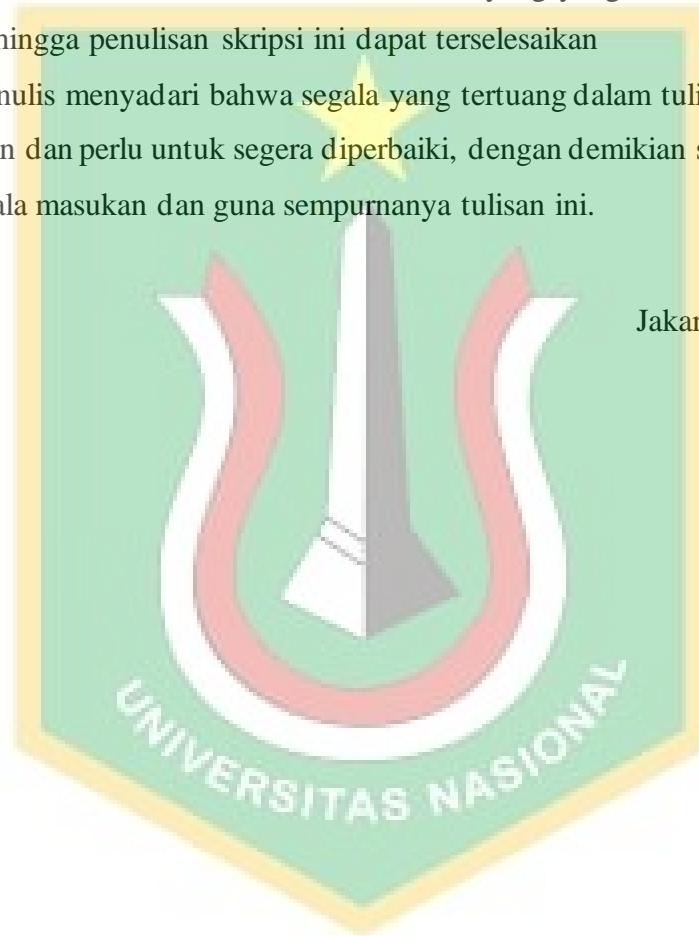 hingga penulisan skripsi ini dapat terselesaikan
nulis menyadari bahwa segala yang tertuang dalam tuli
n dan perlu untuk segera diperbaiki, dengan demikian s
ala masukan dan guna sempurnanya tulisan ini.
Jakar
UNIVERSITAS NASIONAL